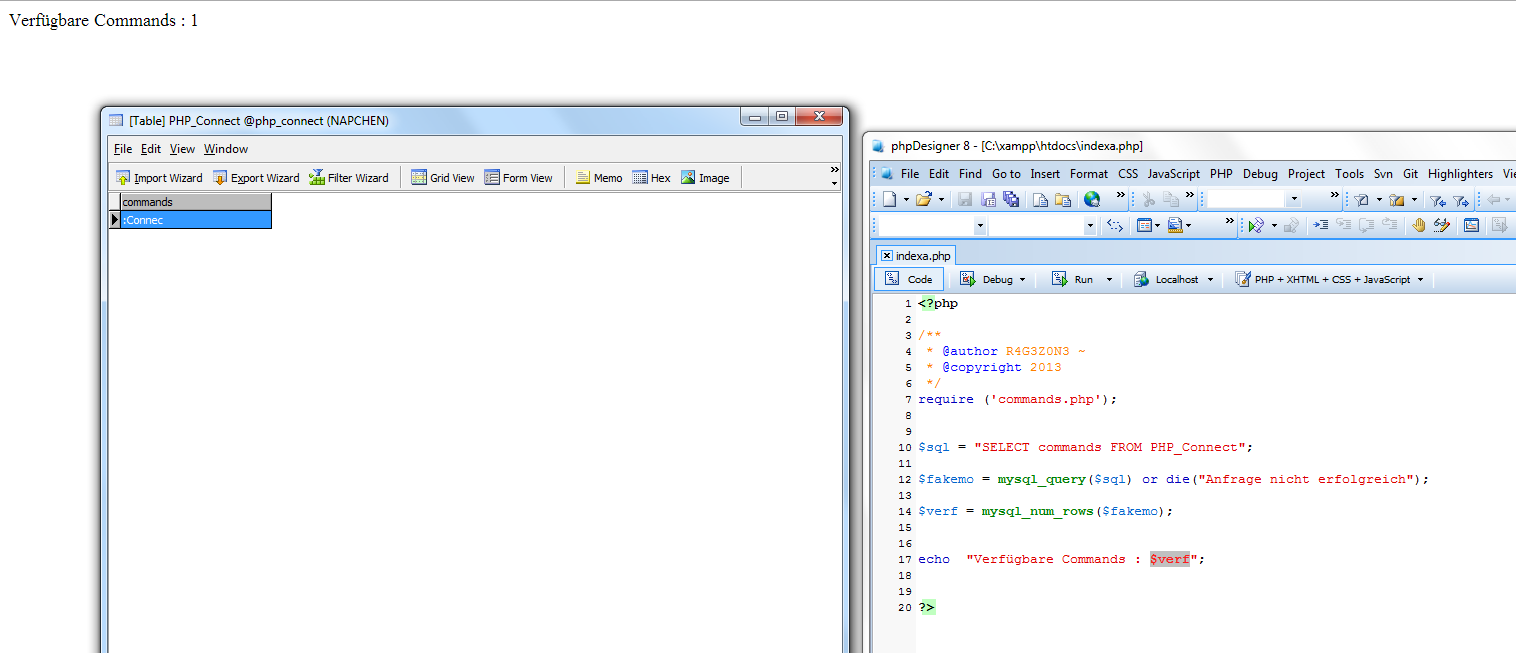 Verfügbare Commands : 1
[Table] PHP_Connect @php_connect (NAPCHEN)
File Edit View Window
Import Wizard Export Wizard Filter Wizard Grid View Form View Memo Hex Image »
commands
:Connec
phpDesigner 8 - [C:\xampp\htdocs\indexa.php]
File Edit Find Go to Insert Format CSS JavaScript PHP Debug Project Tools Svn Git Highlighters
indexa.php
Code Debug Run Localhost PHP + XHTML + CSS + JavaScript
1 <?php
2
3 /**
4 * @author R4G3Z0N3 ~
5 * @copyright 2013
6 */
7 require ('commands.php');
8
9
10 $sql = "SELECT commands FROM PHP_Connect";
11
12 $fakemo = mysql_query($sql) or die("Anfrage nicht erfolgreich");
13
14 $verf = mysql_num_rows($fakemo);
15
16
17 echo "Verfügbare Commands : $verf";
18
19
20 ?>